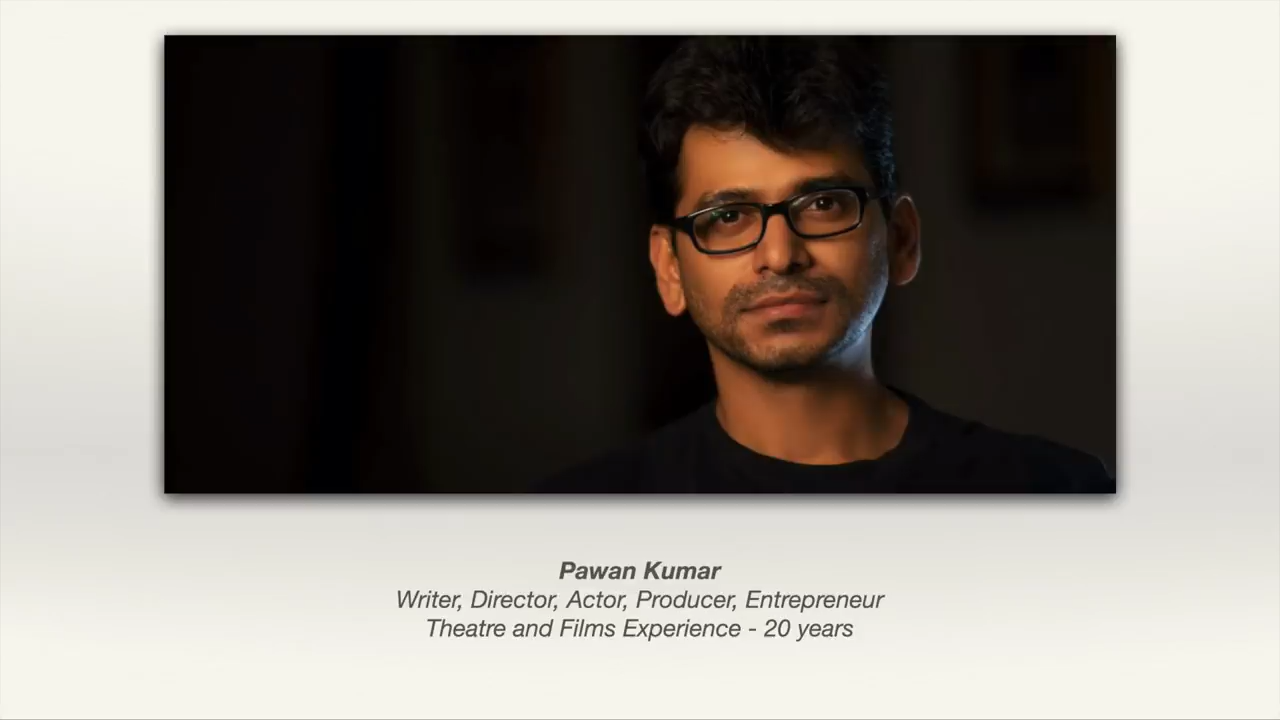 Pawan Kumar
Writer, Director, Actor, Producer, Entrepreneur
Theatre and Films Experience - 20 years